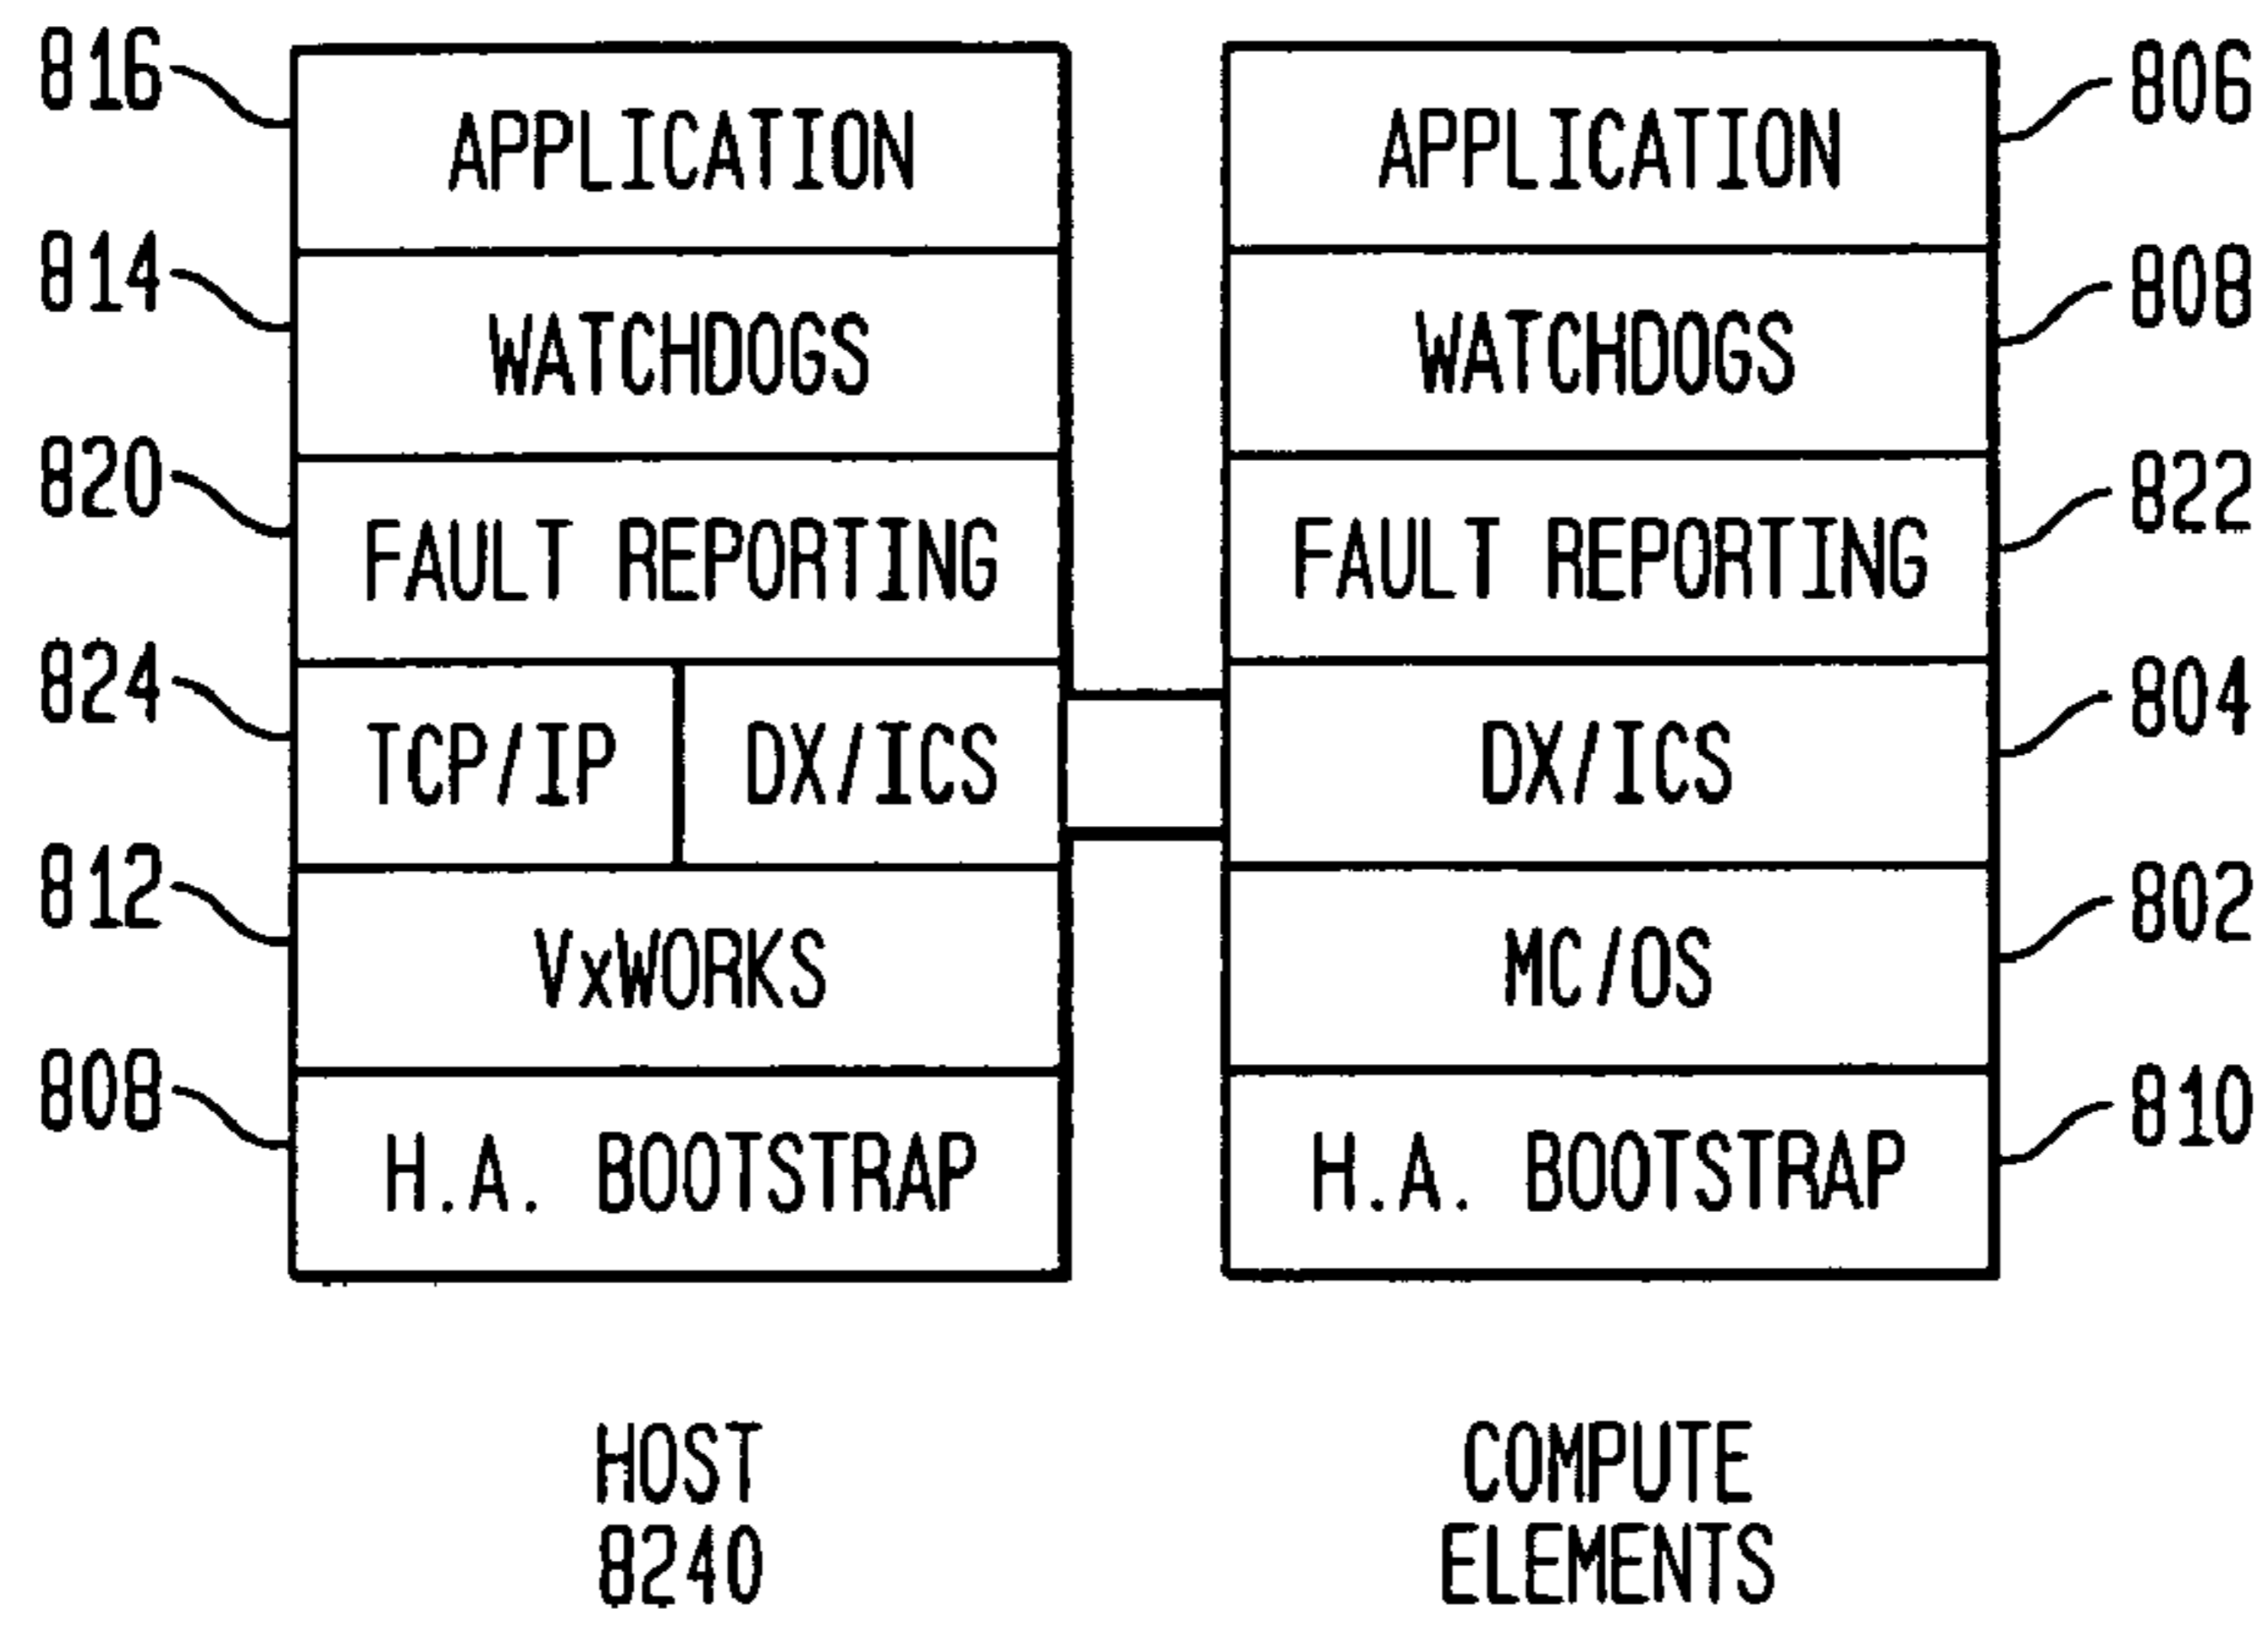 816 APPLICATION APPLICATION 806
814 WATCHDOGS WATCHDOGS 808
820 FAULT REPORTING FAULT REPORTING 822
824 TCP/IP DX/ICS DX/ICS 804
812 VxWORKS MC/OS 802
808 H.A. BOOTSTRAP H.A. BOOTSTRAP 810
HOST COMPUTE
8240 ELEMENTS